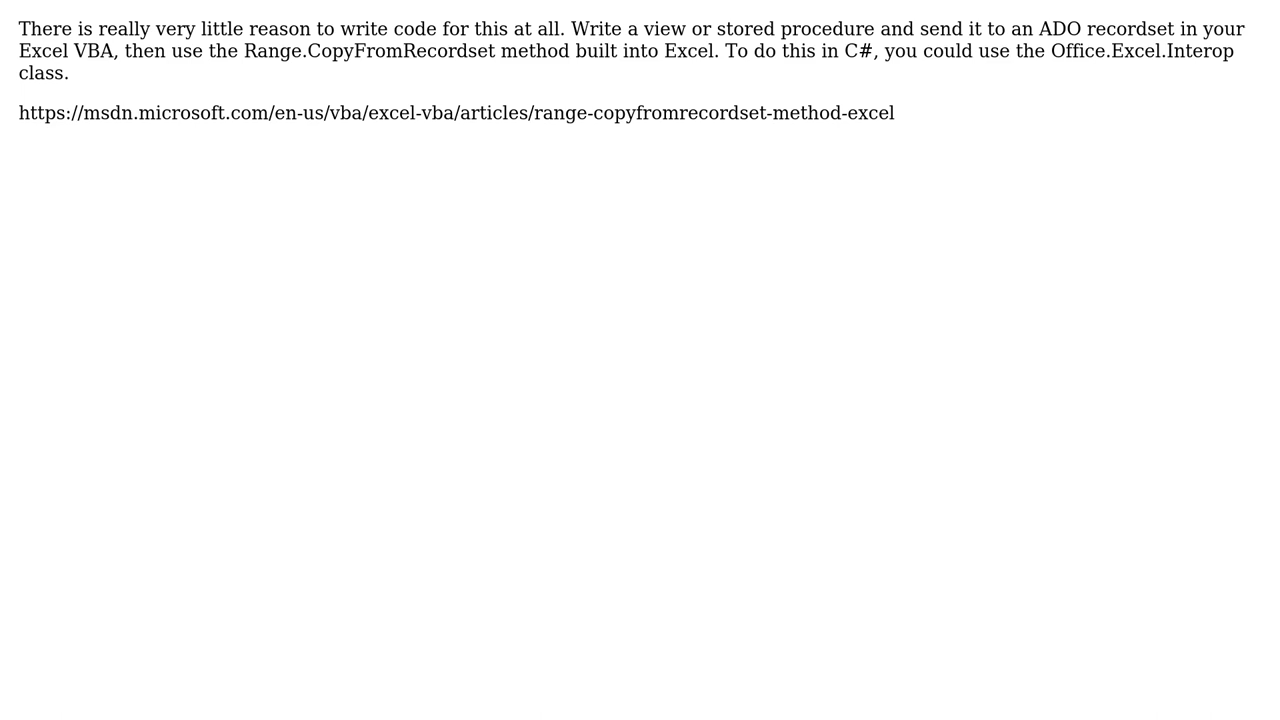 There is really very little reason to write code for this at all. Write a view or stored procedure and send it to an ADO recordset in your
Excel VBA, then use the Range.CopyFromRecordset method built into Excel. To do this in C#, you could use the Office.Excel.Interop
class.
https://msdn.microsoft.com/en-us/vba/excel-vba/articles/range-copyfromrecordset-method-excel